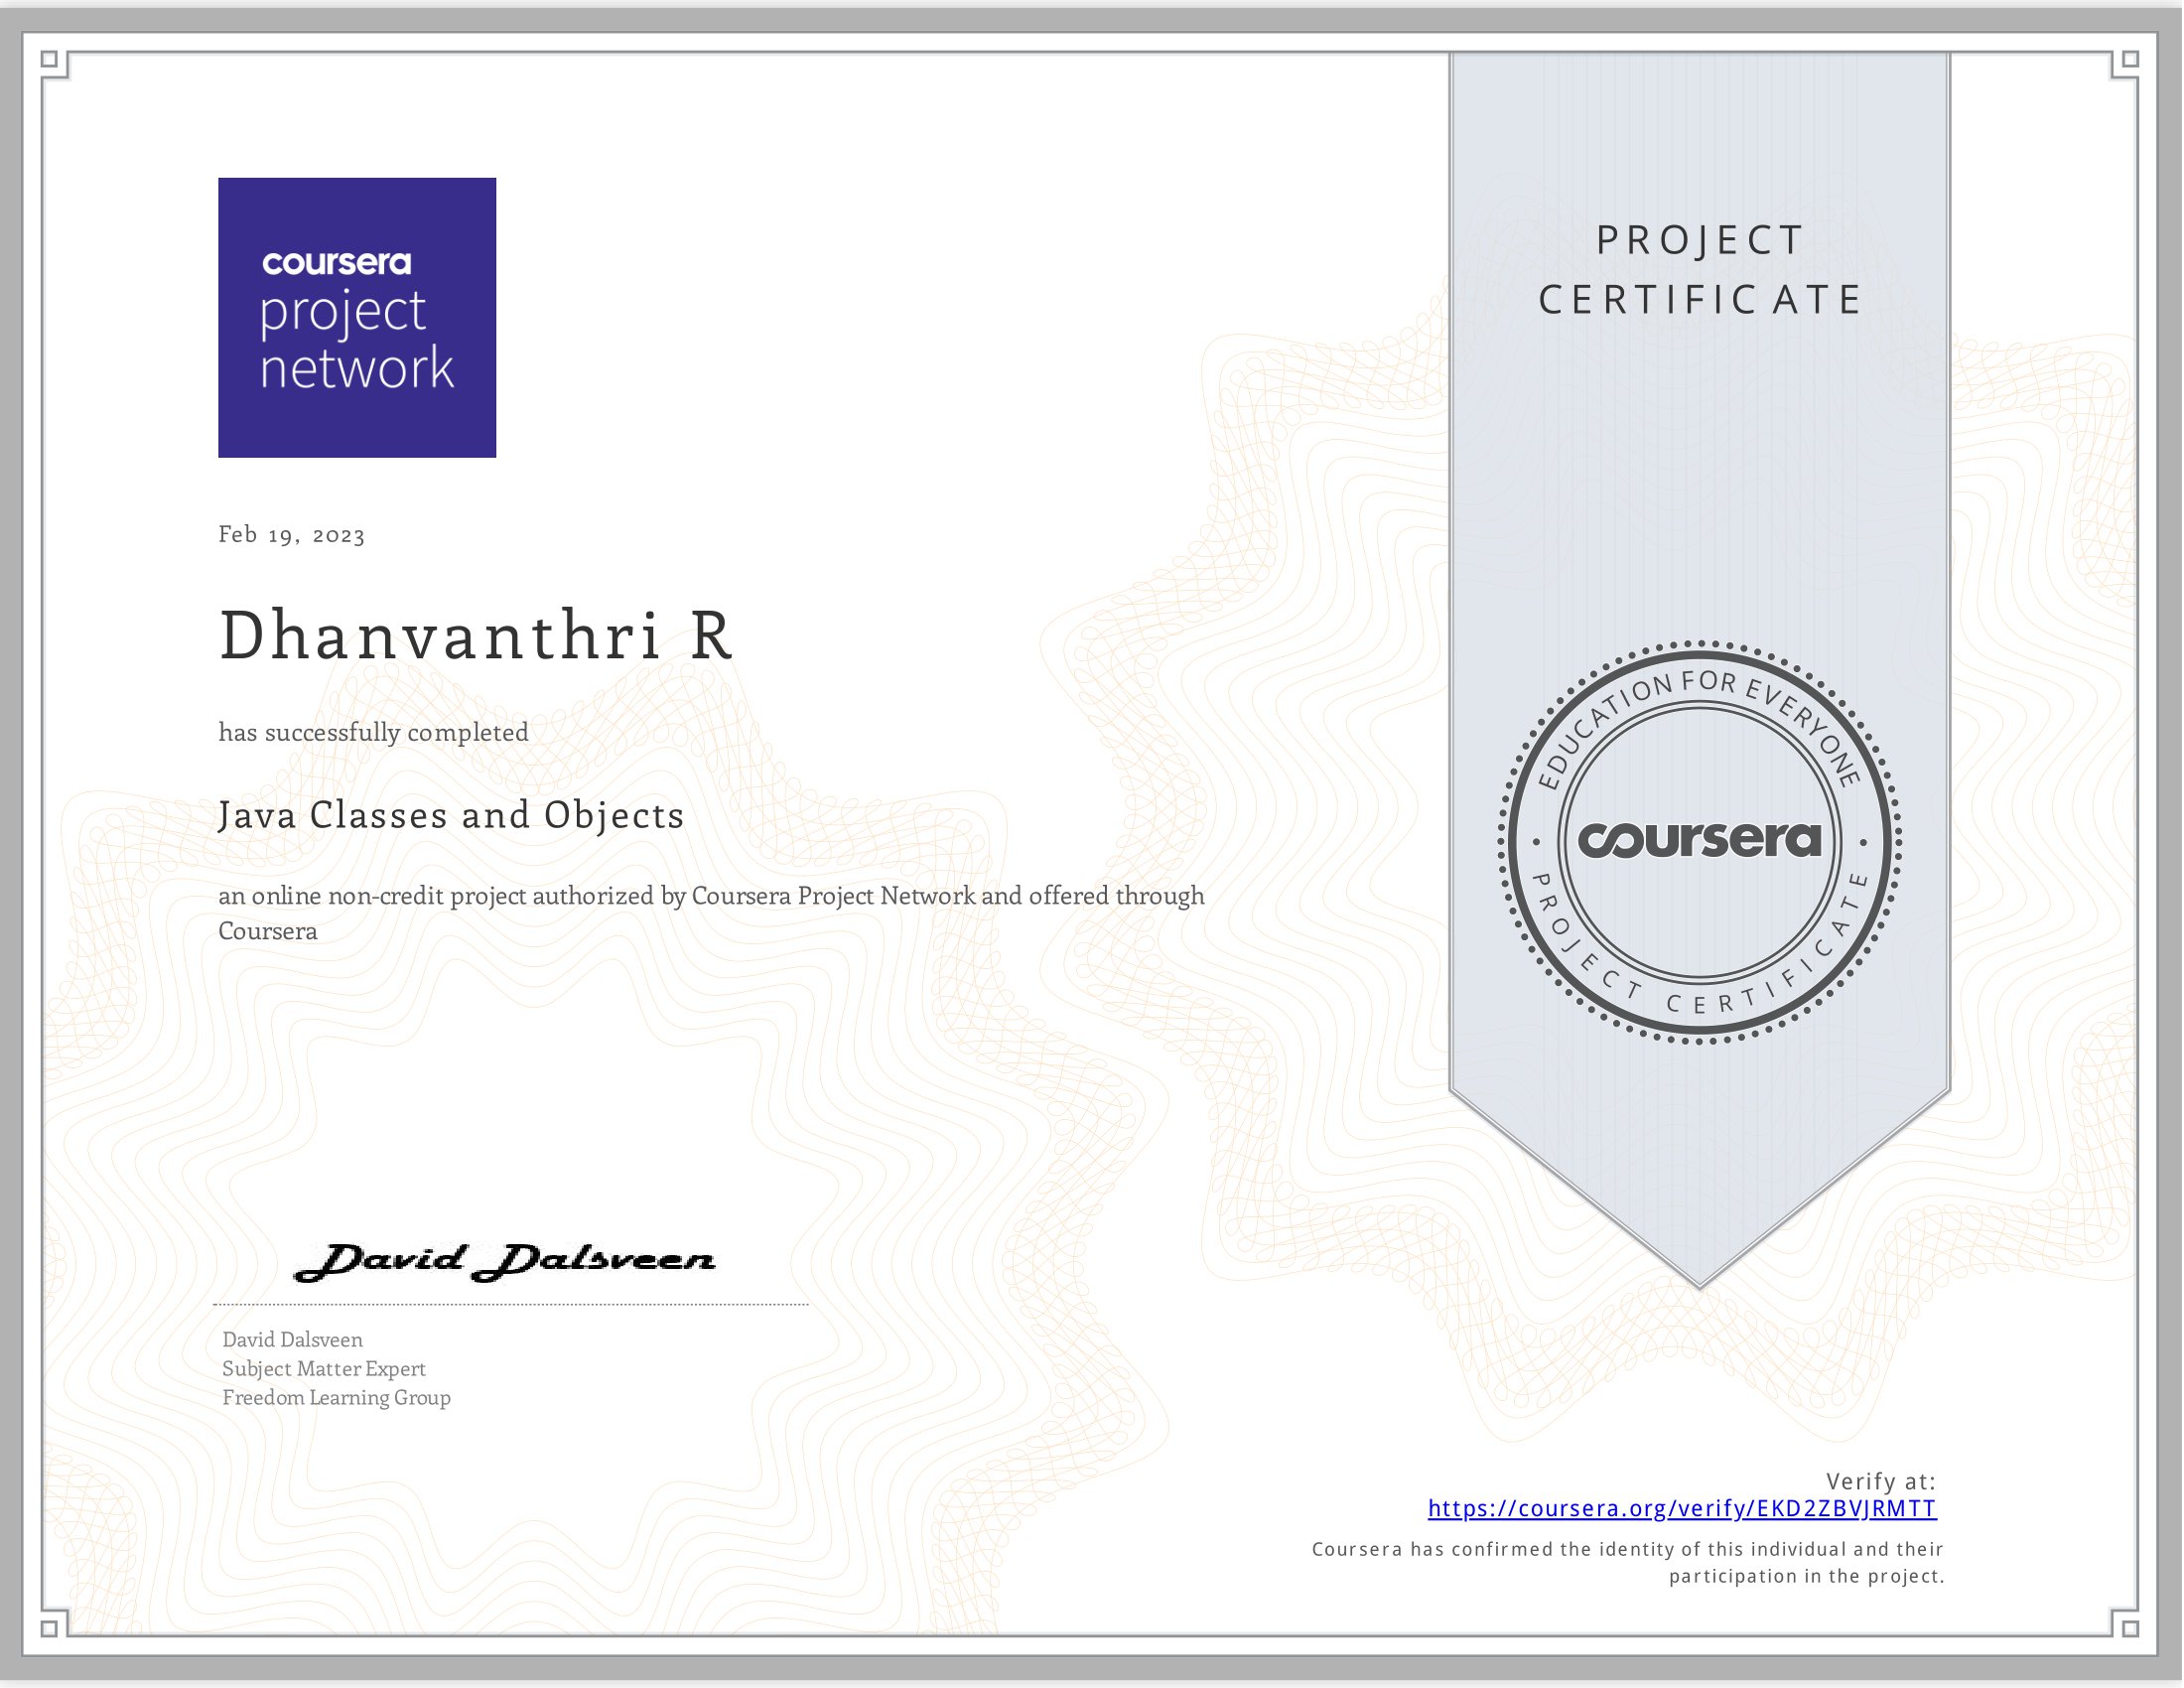 coursera
project
network
PROJECT
CERTIFICATE
Feb 19, 2023
Dhanvanthri R
has successfully completed
Java Classes and Objects
an online non-credit project authorized by Coursera Project Network and offered through
Coursera
EDUCATION FOR EVERYONE
coursera
PROJECT CERTIFICATE
David Dalsveen
David Dalsveen
Subject Matter Expert
Freedom Learning Group
Verify at:
https://coursera.org/verify/EKD2ZBVJRMTT
Coursera has confirmed the identity of this individual and their
participation in the project.